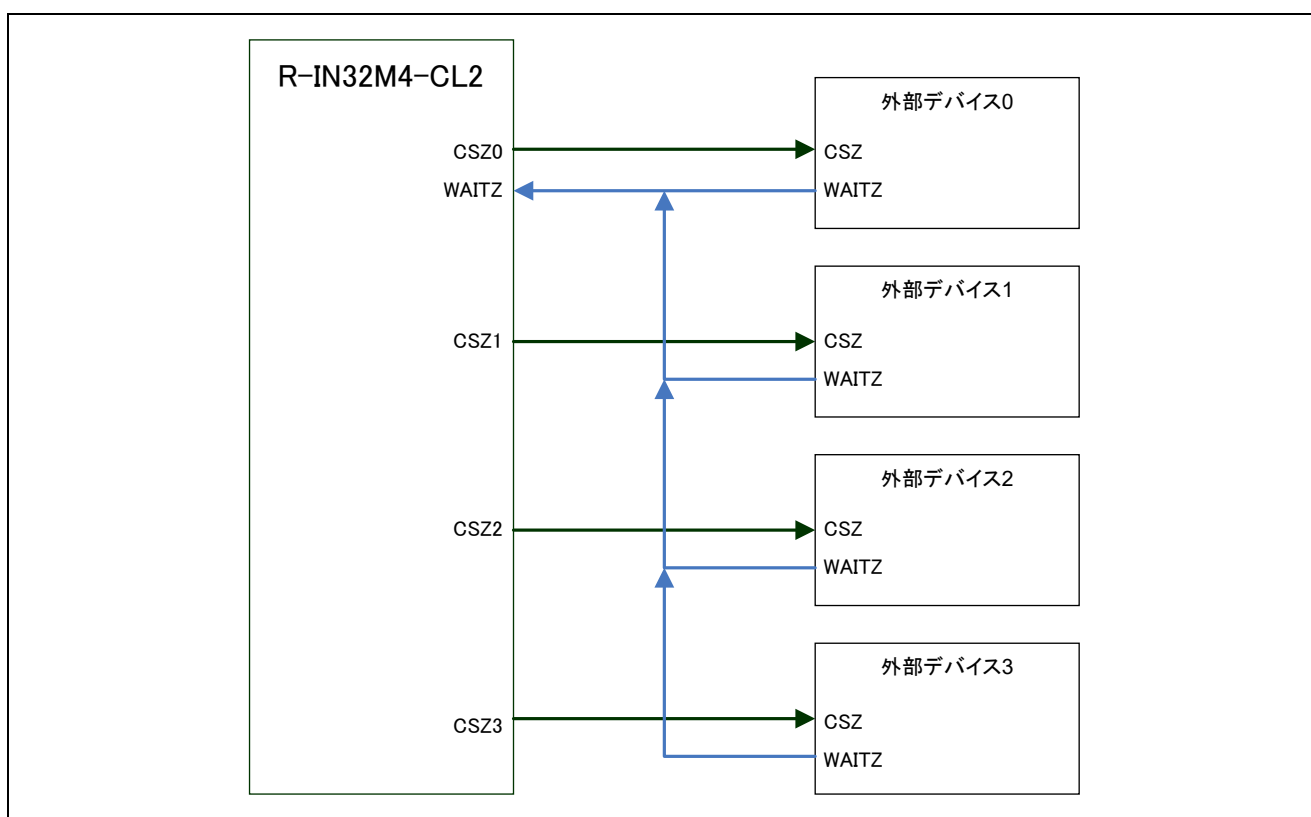 R-IN32M4-CL2
外部デバイス0
CSZ0
CSZ
WAITZ
WAITZ
外部デバイス1
CSZ1
CSZ
WAITZ
外部デバイス2
CSZ2
CSZ
WAITZ
外部デバイス3
CSZ3
CSZ
WAITZ